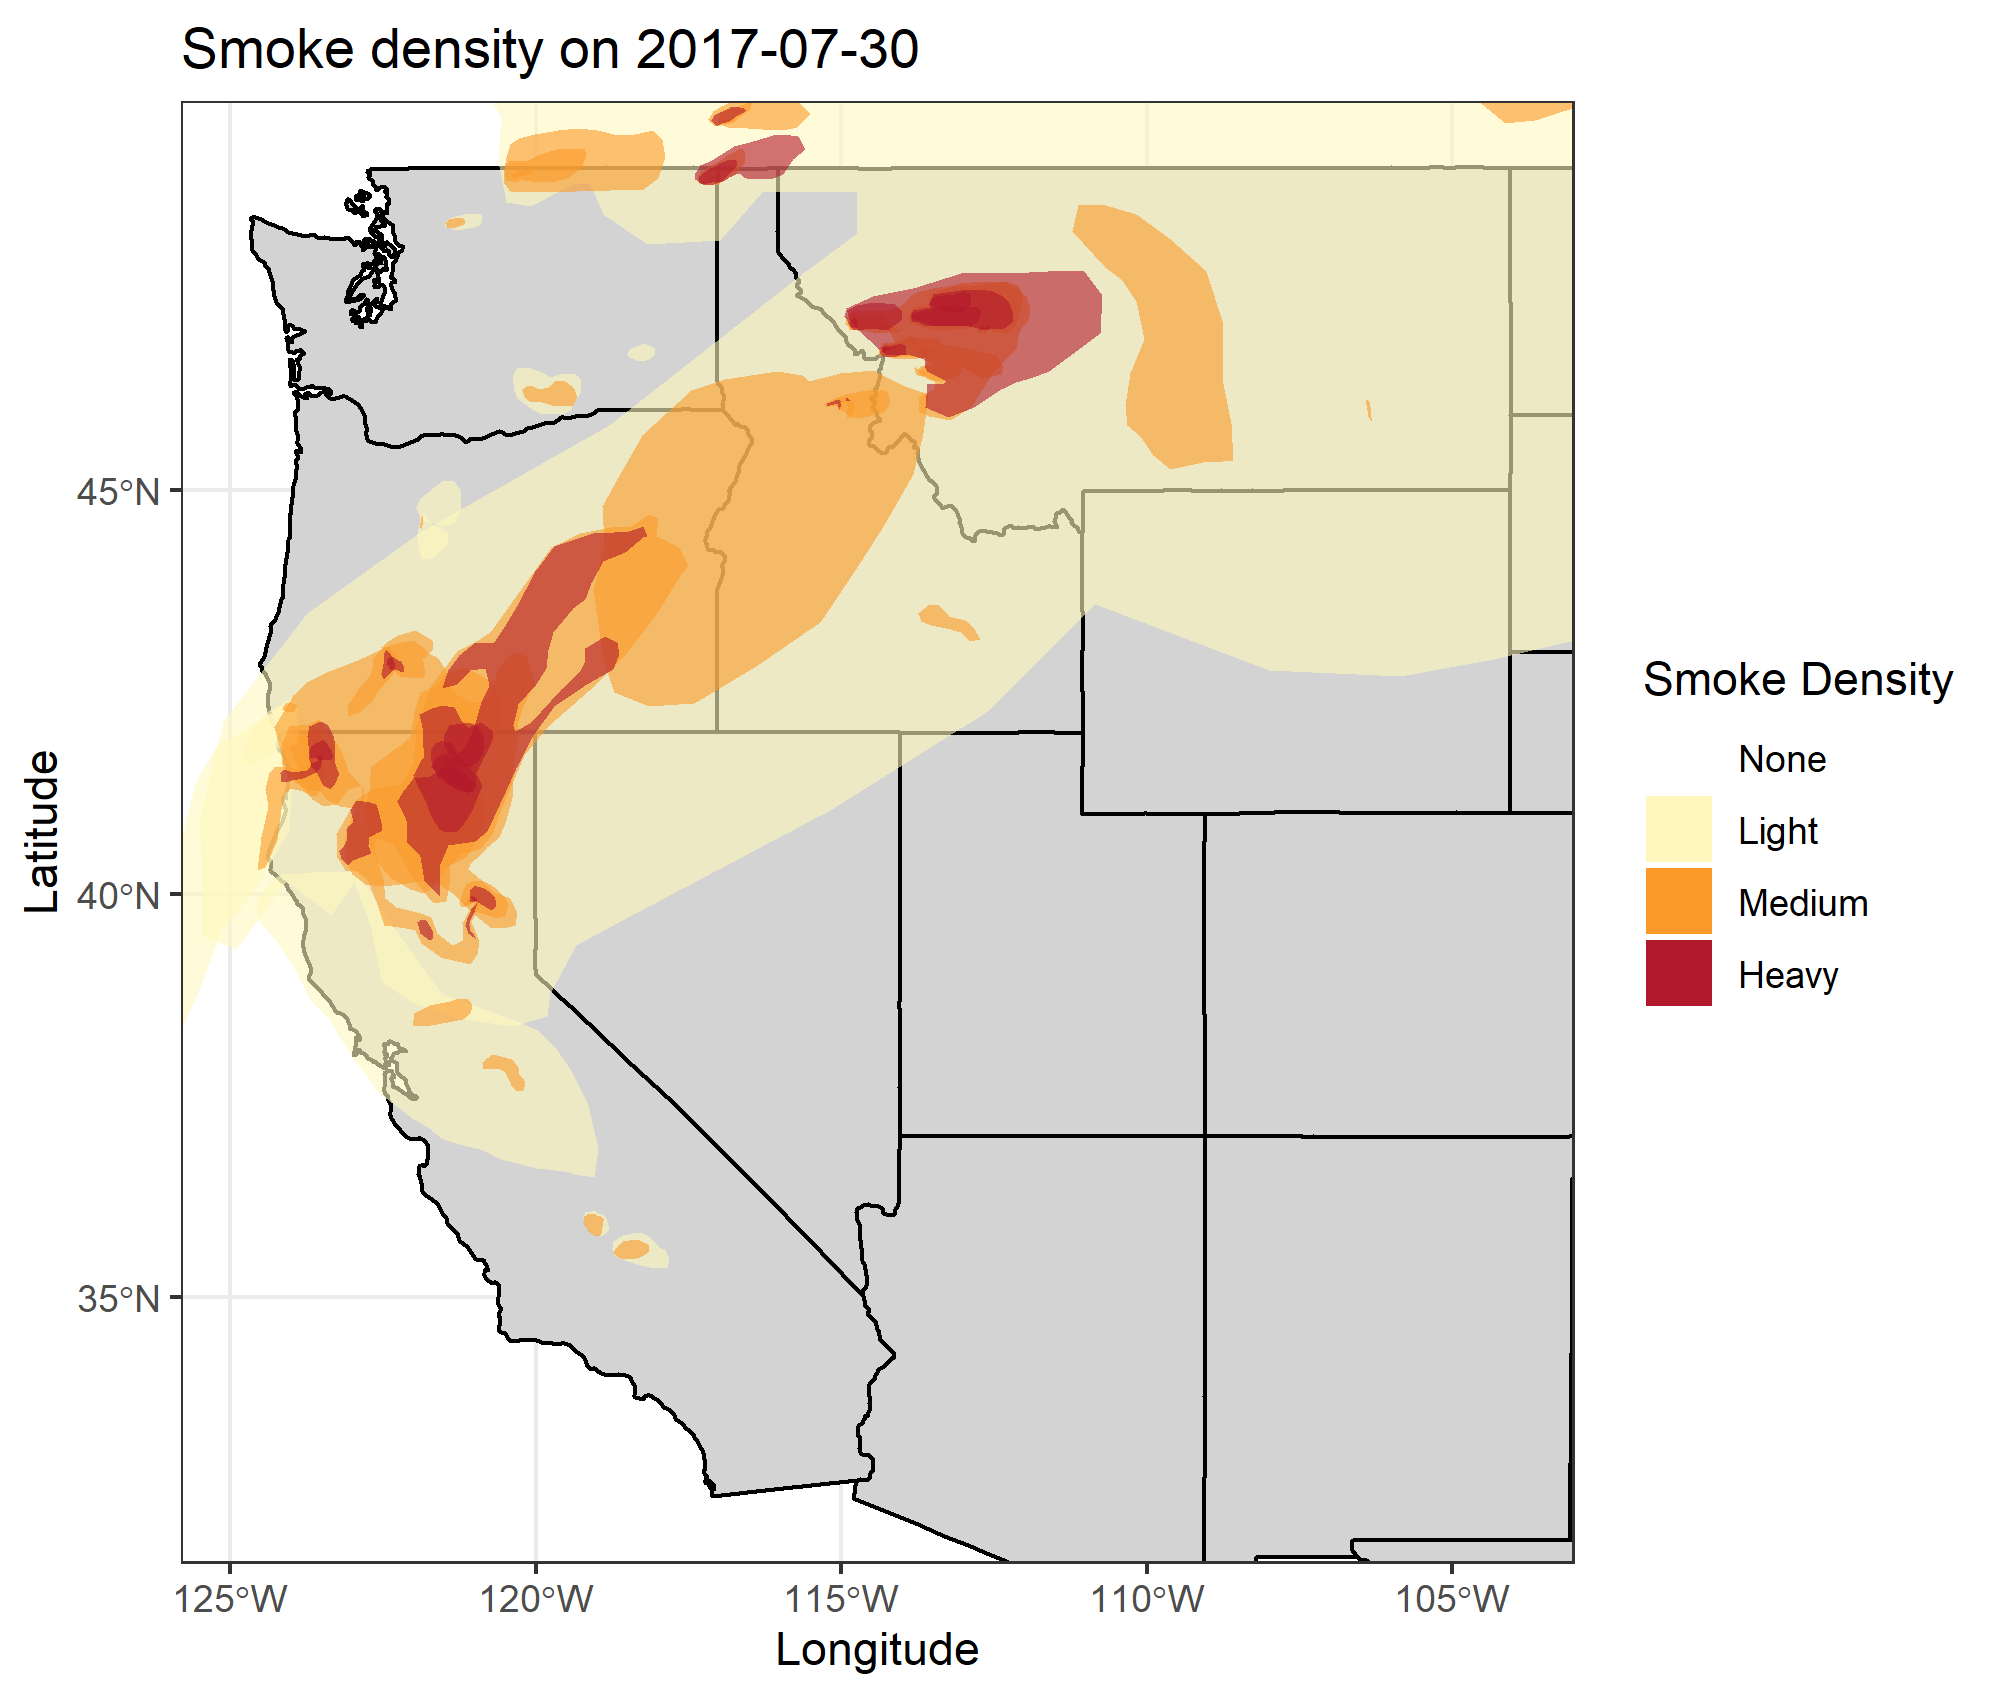 Smoke density on 2017-07-30
45°N
40°N
35°N
Latitude
125°W
120°W
115°W
110°W
105°W
Longitude
Smoke Density
None
Light
Medium
Heavy